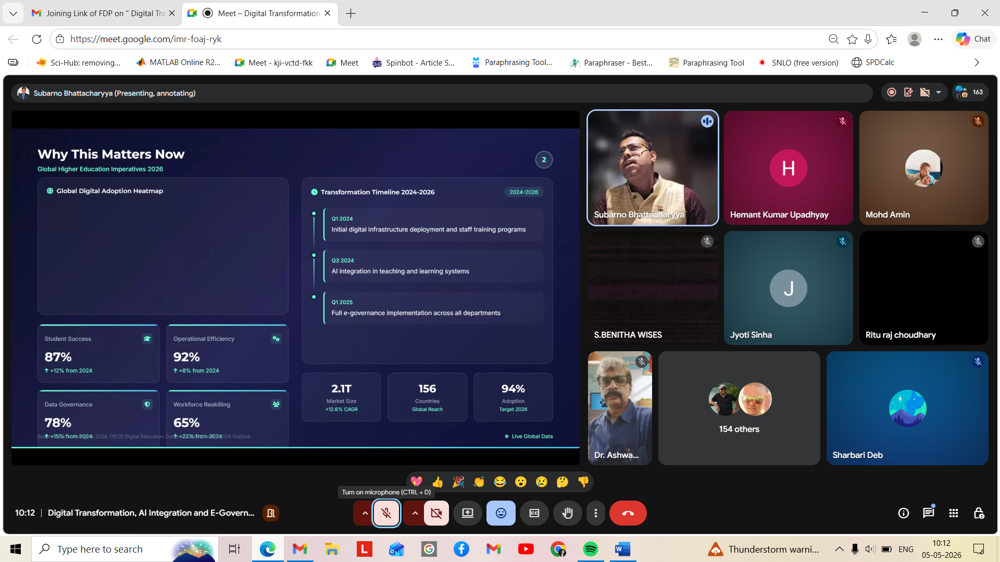 Joining Link of FDP on " Digital Tra
Meet – Digital Transformation,
https://meet.google.com/imr-foaj-ryk
Chat
Sci-Hub: removing...
MATLAB Online R2...
Meet - kji-vctd-fkk
Meet
Spinbot - Article S...
Paraphrasing Tool...
Paraphraser - Best...
Paraphrasing Tool
SNLO (free version)
SPDCalc
Subarno Bhattacharyya (Presenting, annotating)
163
Why This Matters Now
Global Higher Education Imperatives 2026
2
Global Digital Adoption Heatmap
Transformation Timeline 2024-2026
2024-2026
Q1 2024
Initial digital infrastructure deployment and staff training programs
Q3 2024
AI integration in teaching and learning systems
Q1 2025
Full e-governance implementation across all departments
Student Success
87%
+12% from 2024
Operational Efficiency
92%
+8% from 2024
Data Governance
78%
+15% from 2024
Workforce Reskilling
65%
+22% from 2024
2026, OECD Digital Education
2026 Outlook
2.1T
Market Size
+12.6% CAGR
156
Countries
Global Reach
94%
Adoption
Target 2026
Live Global Data
Subarno Bhattacharyya
H
Hemant Kumar Upadhyay
Mohd Amin
S.BENITHA WISES
J
Jyoti Sinha
Ritu raj choudhary
Dr. Ashwa...
154 others
Sharbari Deb
Turn on microphone (CTRL + D)
10:12
Digital Transformation, AI Integration and E-Govern...
Type here to search
Thunderstorm warni...
ENG
10:12
05-05-2026